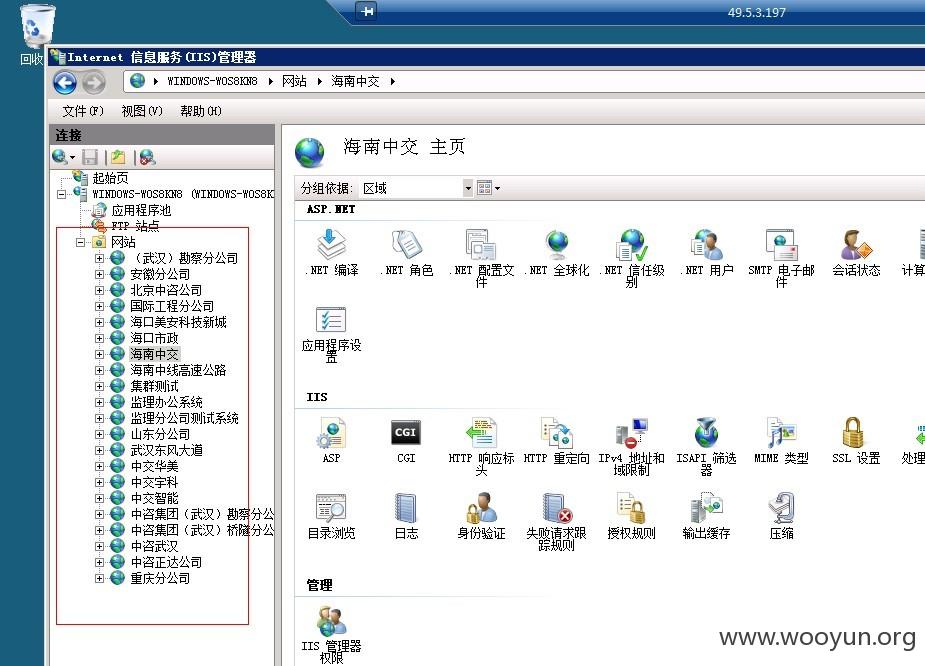 49.5.3.197
回收
Internet 信息服务(IIS)管理器
WINDOWS-WOS8KN8 网站 海南中交
文件(F) 视图(V) 帮助(H)
连接
起始页
WINDOWS-WOS8KN8 (WINDOWS-WOS8K
应用程序池
FTP 站点
网站
(武汉)勘察分公司
安徽分公司
北京中咨公司
国际工程分公司
海口美安科技新城
海口市政
海南中交
海南中线高速公路
集群测试
监理办公系统
监理分公司测试系统
山东分公司
武汉东风大道
中交华美
中交宇科
中交智能
中咨集团(武汉)勘察分公
中咨集团(武汉)桥隧分公
中咨武汉
中咨正达公司
重庆分公司
海南中交 主页
分组依据: 区域
ASP.NET
.NET 编译
.NET 角色
.NET 配置文件
.NET 全球化
.NET 信任级别
.NET 用户
SMTP 电子邮件
会话状态
计算
应用程序设置
IIS
ASP
CGI
HTTP 响应标头
HTTP 重定向
IPv4 地址和域限制
ISAPI 筛选器
MIME 类型
SSL 设置
处理
目录浏览
日志
身份验证
失败请求跟踪规则
授权规则
输出缓存
压缩
管理
IIS 管理器权限
www.wooyun.org